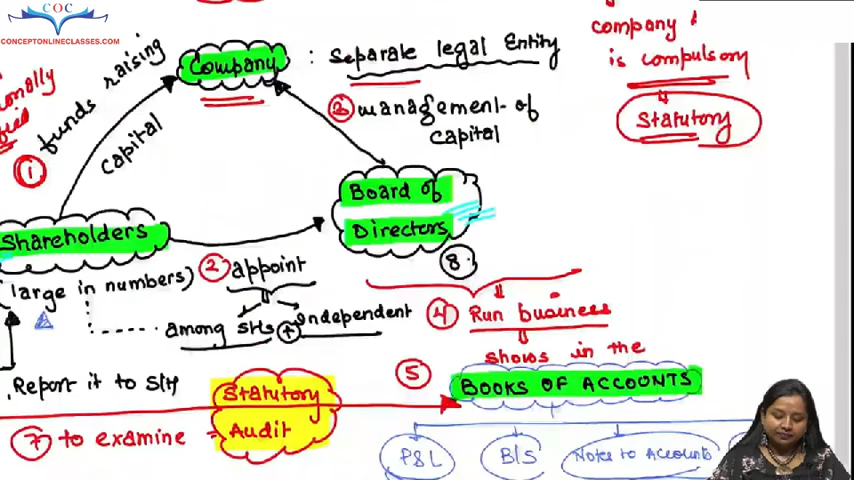 COC
CONCEPTONLINECLASSES.COM
company
is compulsory
Statutory
Company : Separate legal Entity
① funds raising
capital
③ management of
capital
Board of
Directors
8
Shareholders
(large in numbers)
② appoint
among SHs + independent
④ Run business
shows in the
⑤ BOOKS OF ACCOUNTS
Report it to SH
Statutory
Audit
⑦ to examine
P&L
B/S
Notes to Accounts